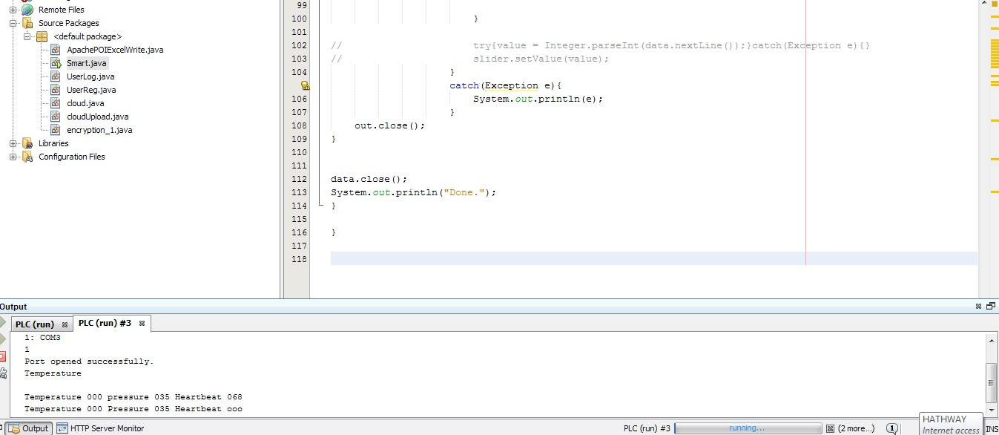 Remote Files
Source Packages
<default package>
ApachePOIExcelWrite.java
Smart.java
UserLog.java
UserReg.java
cloud.java
cloudUpload.java
encryption_1.java
Libraries
Configuration Files
99
100 }
101
102 // try{value = Integer.parseInt(data.nextLine());}catch(Exception e){}
103 // slider.setValue(value);
104 }
catch(Exception e){
106 System.out.println(e);
107 }
108 out.close();
109 }
110
111
112 data.close();
113 System.out.println("Done.");
114 }
115
116 }
117
118
Output
PLC (run) PLC (run) #3
1: COM3
1
Port opened successfully.
Temperature
Temperature 000 pressure 035 Heartbeat 068
Temperature 000 Pressure 035 Heartbeat ooo
Output HTTP Server Monitor PLC (run) #3 running... (2 more...) 1 INS
HATHWAY
Internet access